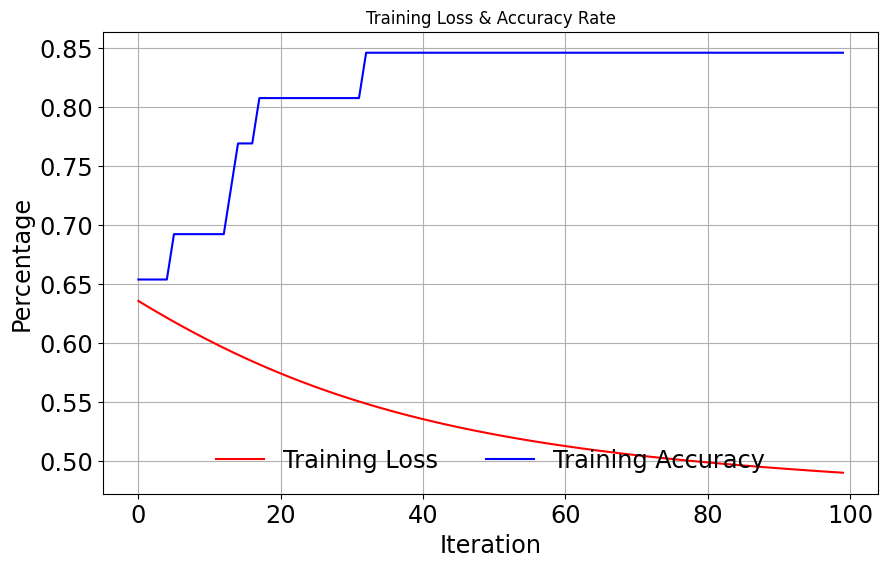 Training Loss & Accuracy Rate
0.85
0.80
0.75
0.70
0.65
0.60
0.55
0.50
Percentage
Training Loss Training Accuracy
0 20 40 60 80 100
Iteration